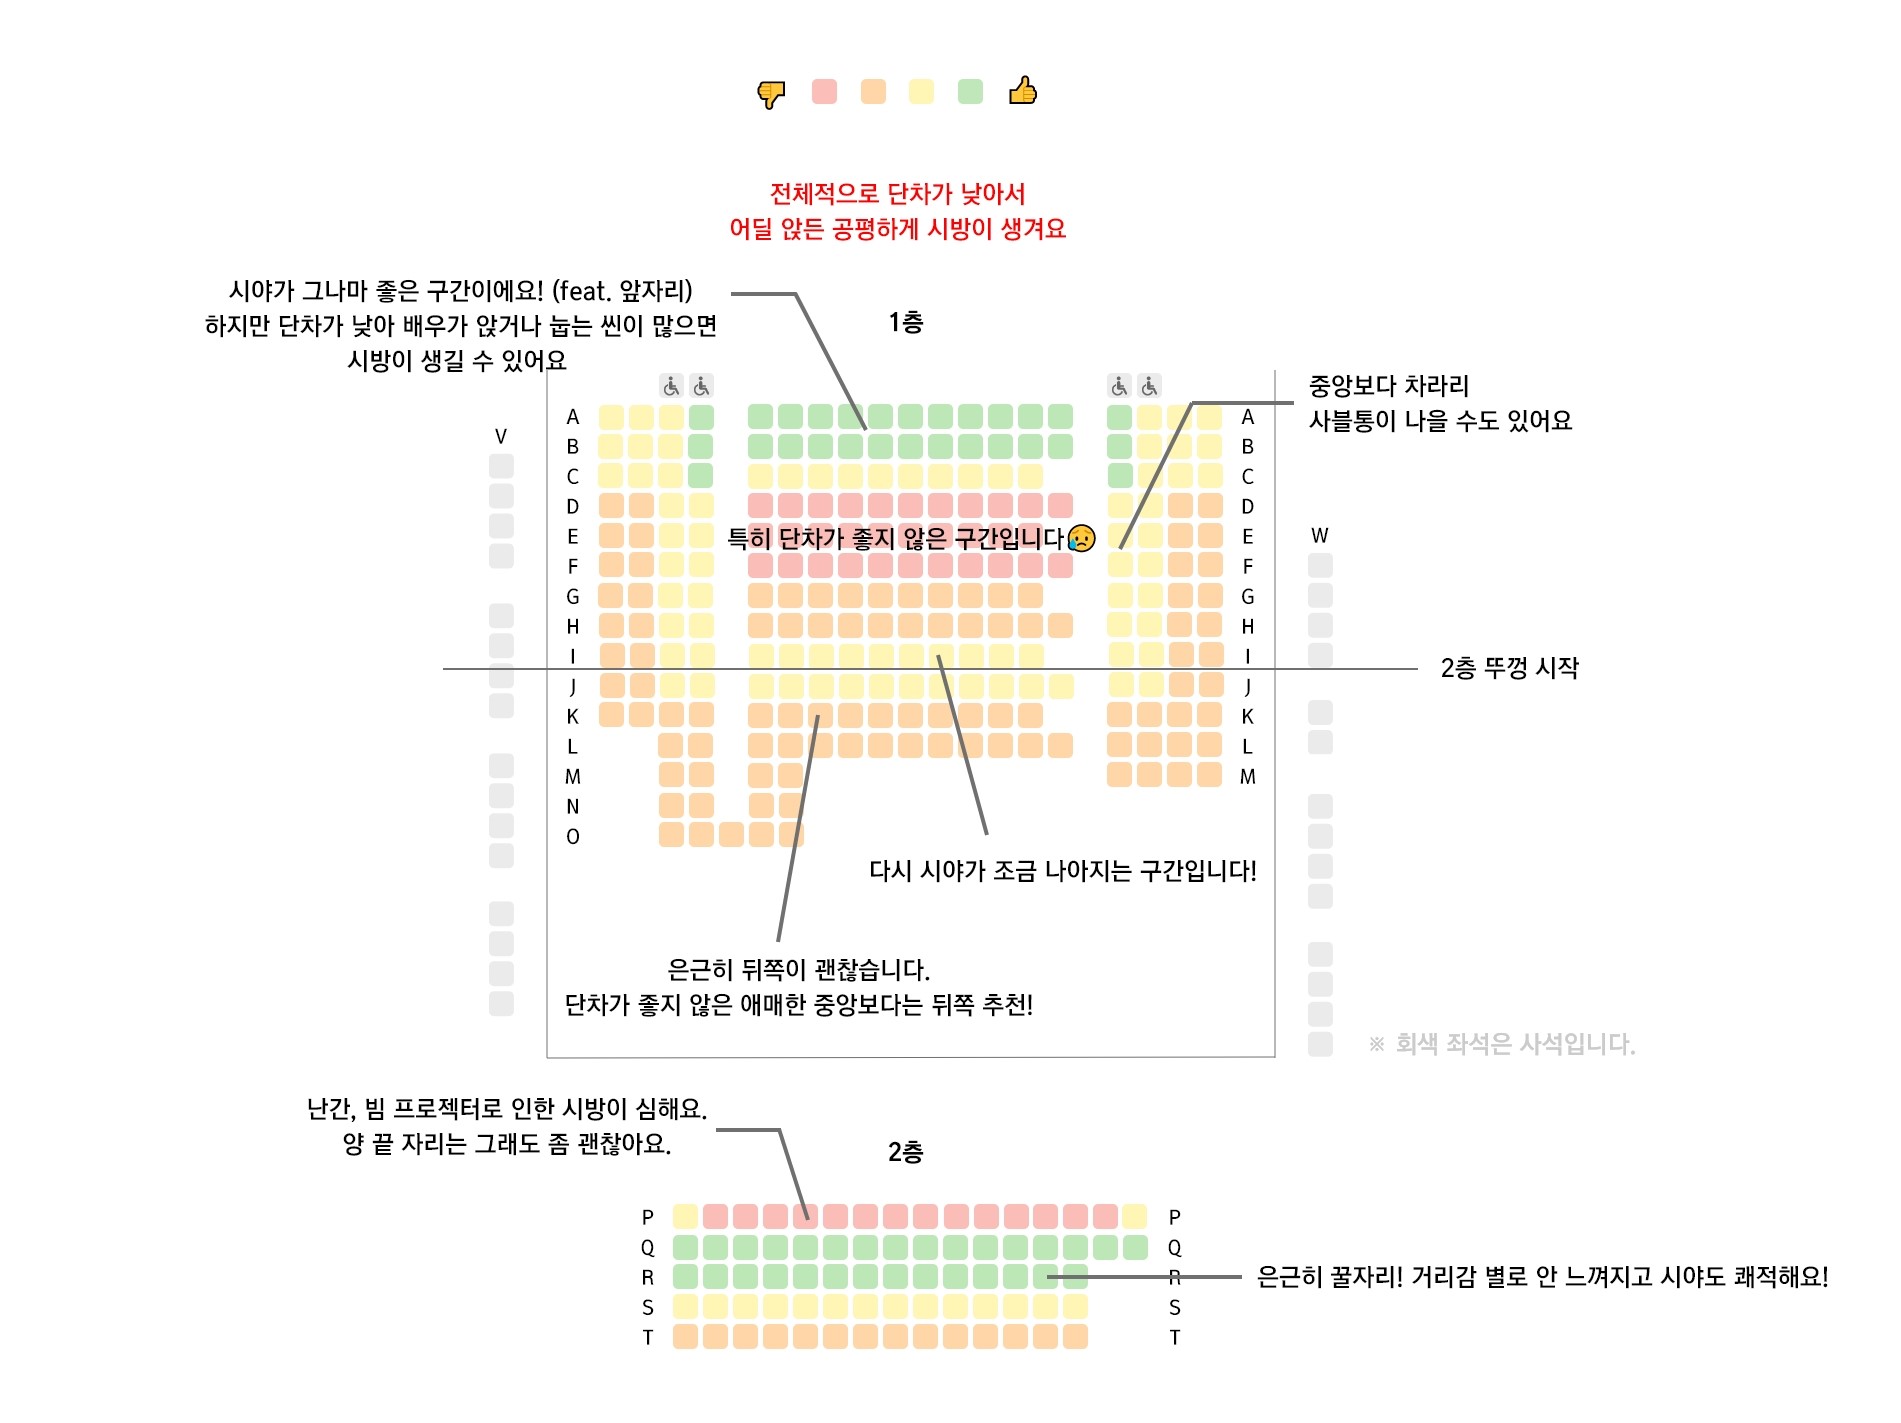 전체적으로 단차가 낮아서
어딜 앉든 공평하게 시방이 생겨요
시야가 그나마 좋은 구간이에요! (feat. 앞자리)
하지만 단차가 낮아 배우가 앉거나 눕는 씬이 많으면
시방이 생길 수 있어요
1층
중앙보다 차라리
사블통이 나을 수도 있어요
A A
V B B
C C
D D
E 특히 단차가 좋지 않은 구간입니다😥 E W
F F
G G
H H
I I
2층 뚜껑 시작
J J
K K
L L
M M
N
O
다시 시야가 조금 나아지는 구간입니다!
은근히 뒤쪽이 괜찮습니다.
단차가 좋지 않은 애매한 중앙보다는 뒤쪽 추천!
※ 회색 좌석은 사석입니다.
난간, 빔 프로젝터로 인한 시방이 심해요.
양 끝 자리는 그래도 좀 괜찮아요.
2층
P P
Q Q
R R 은근히 꿀자리! 거리감 별로 안 느껴지고 시야도 쾌적해요!
S S
T T